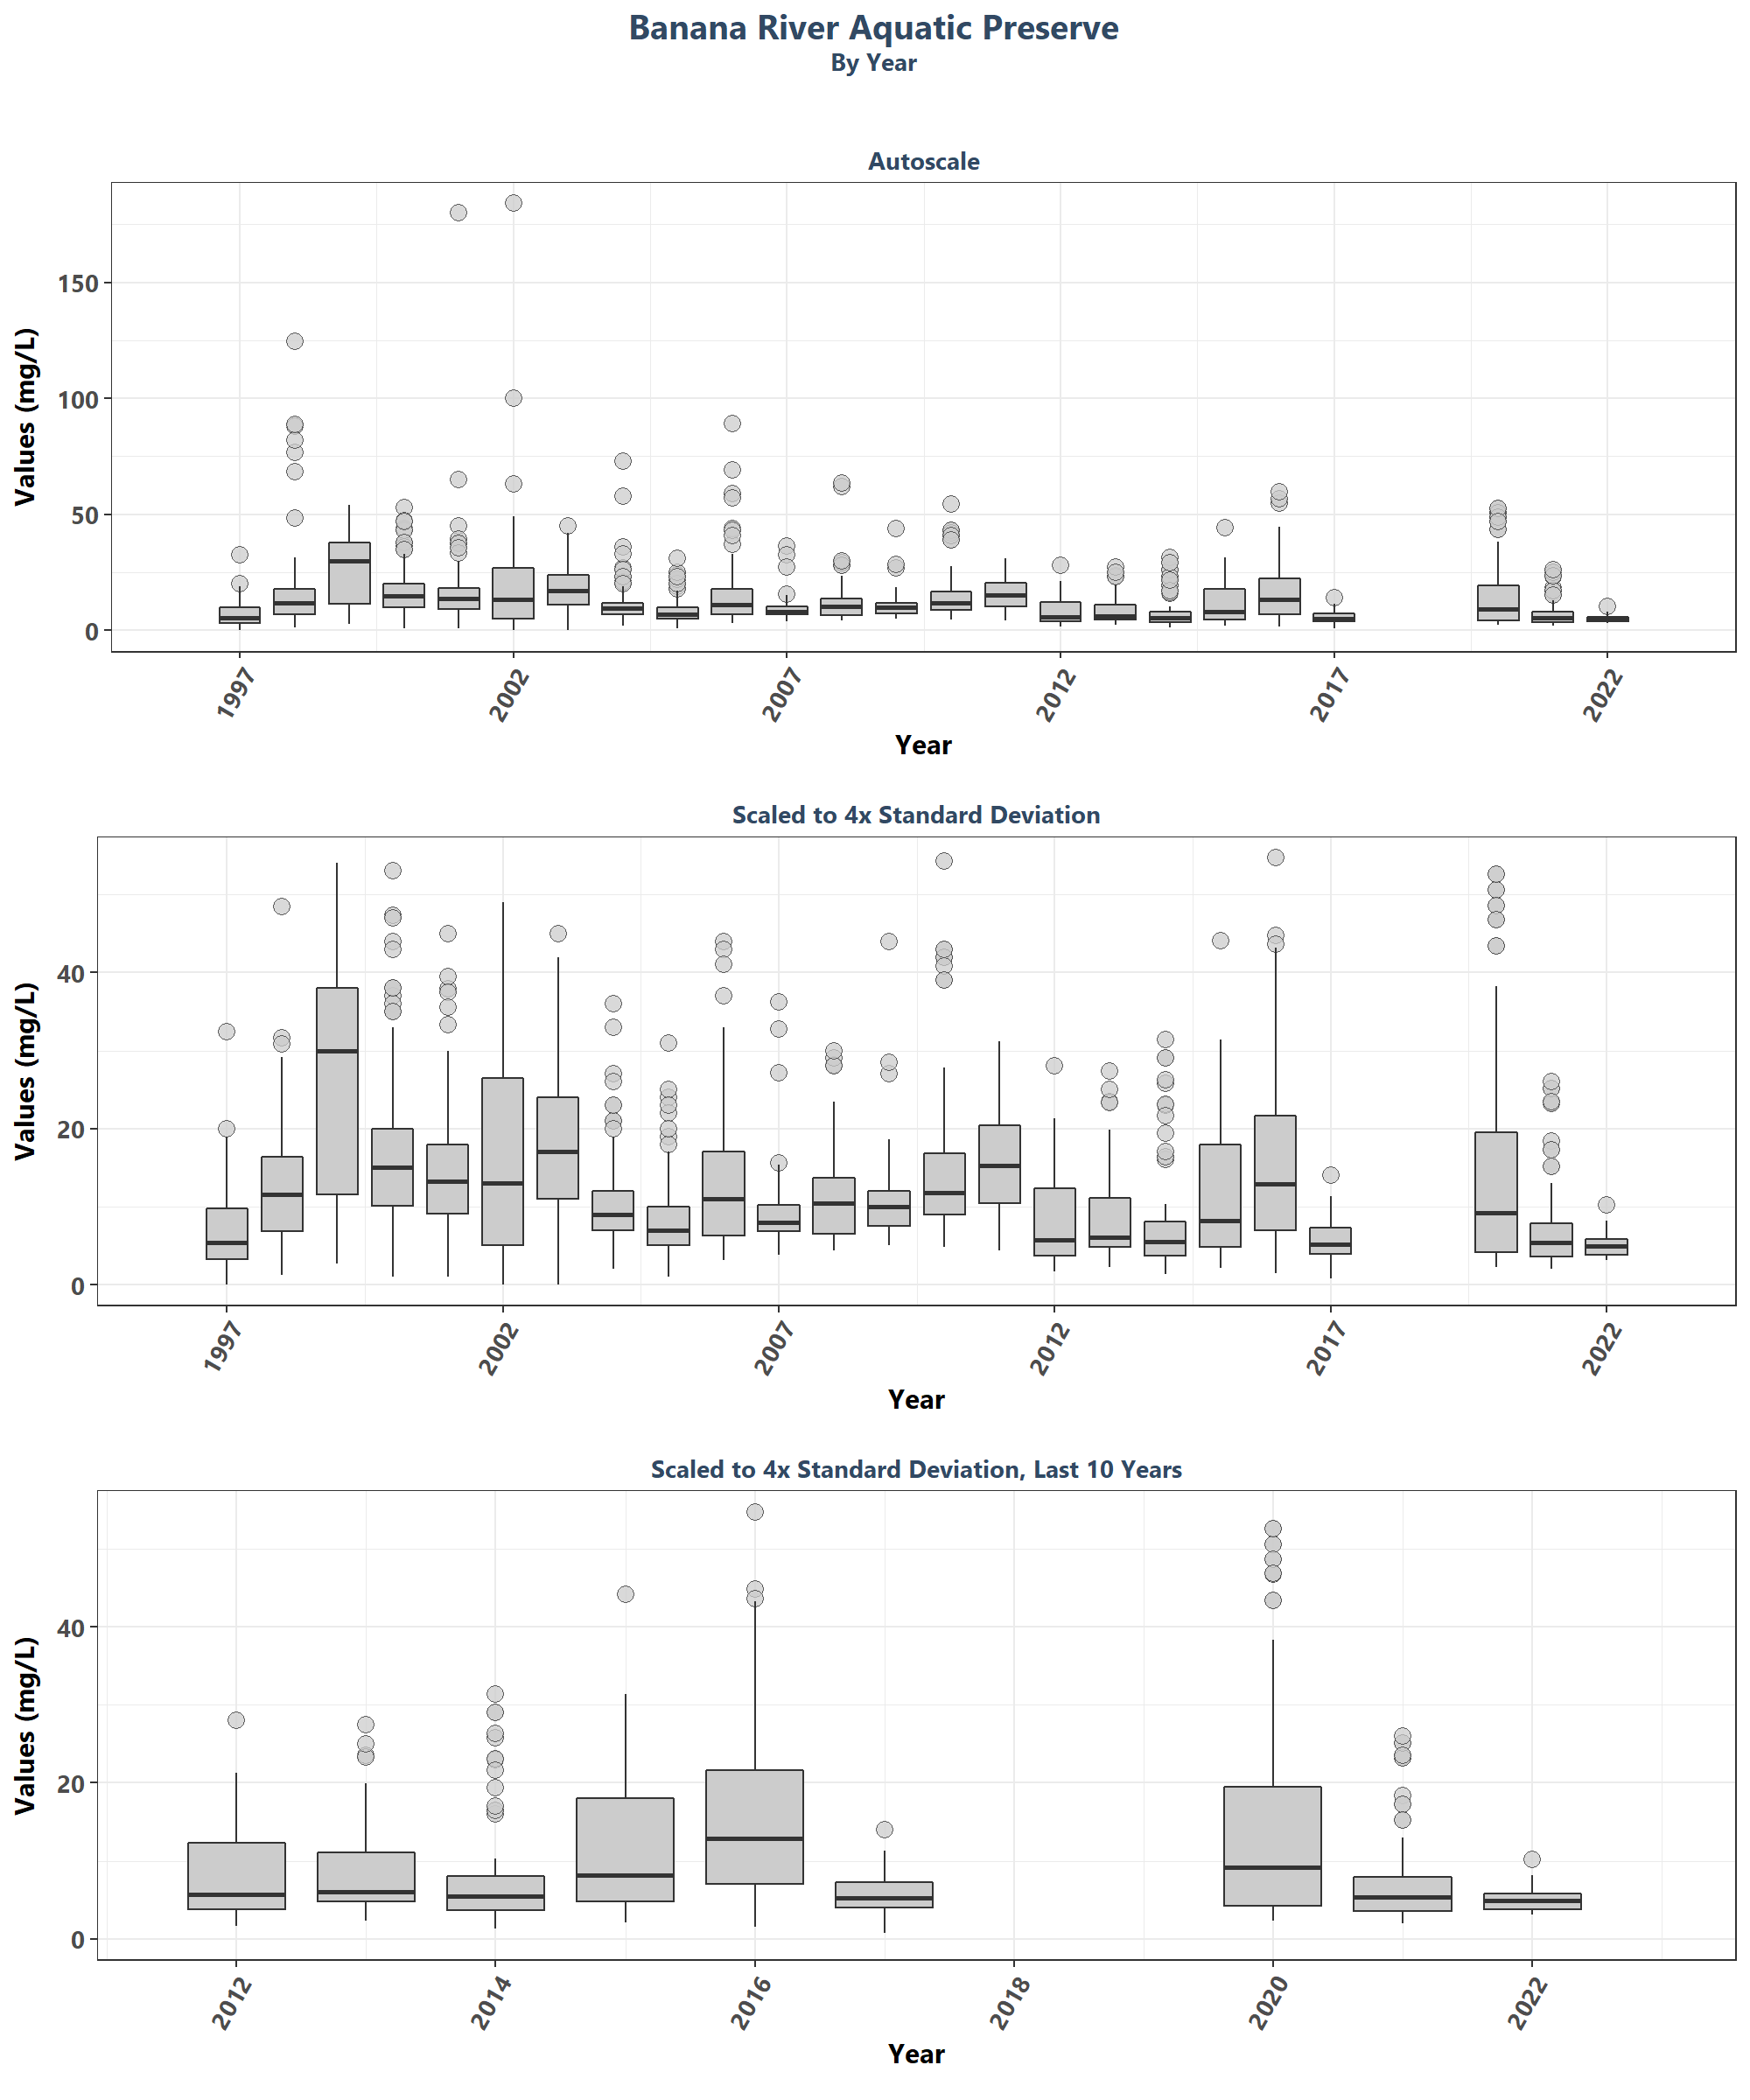 Banana River Aquatic Preserve
By Year
Autoscale
Values (mg/L)
150
100
50
0
1997
2002
2007
2012
2017
2022
Year
Scaled to 4x Standard Deviation
Values (mg/L)
40
20
0
1997
2002
2007
2012
2017
2022
Year
Scaled to 4x Standard Deviation, Last 10 Years
Values (mg/L)
40
20
0
2012
2014
2016
2018
2020
2022
Year